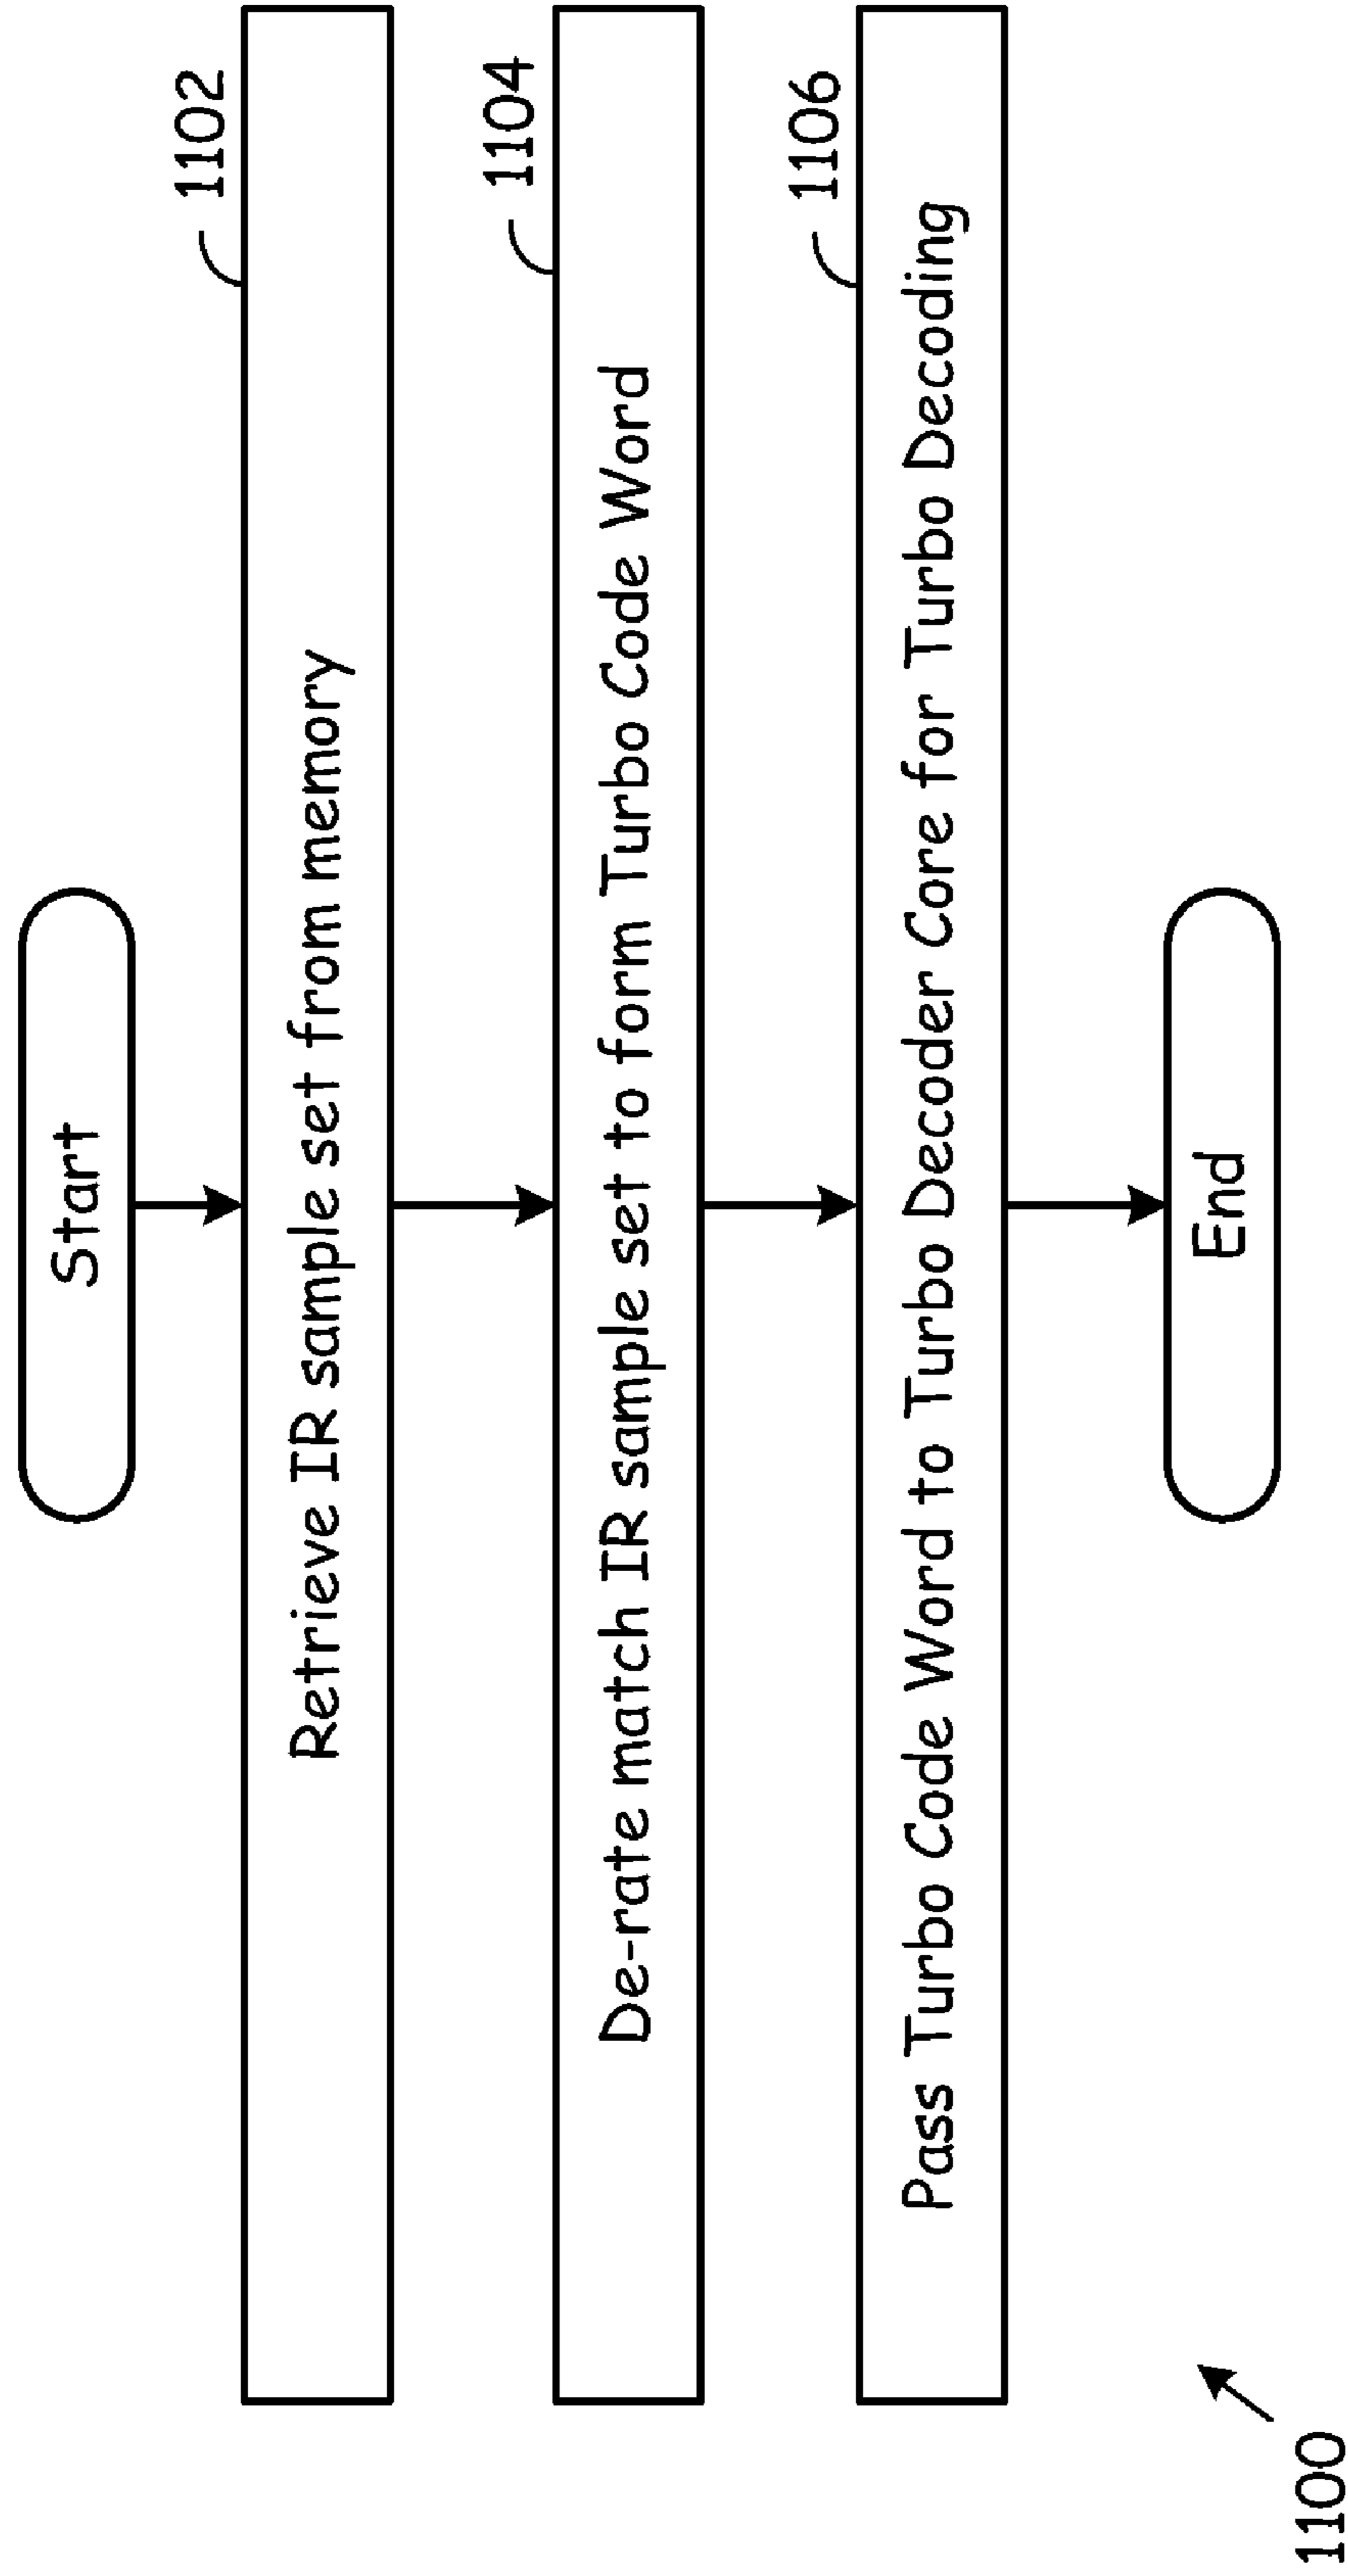 Start
1102
Retrieve IR sample set from memory
1104
De-rate match IR sample set to form Turbo Code Word
1106
Pass Turbo Code Word to Turbo Decoder Core for Turbo Decoding
End
1100